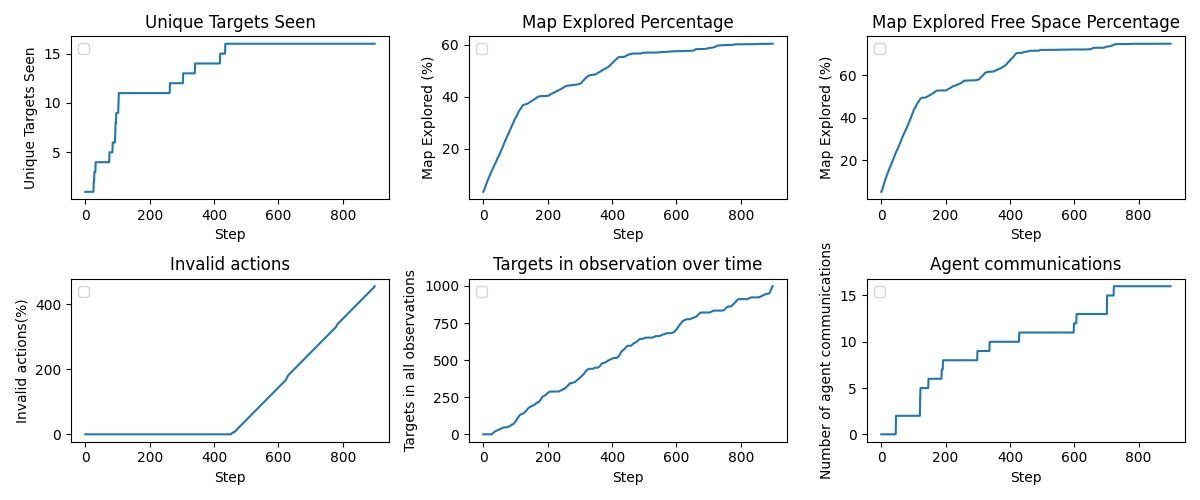 Unique Targets Seen
Unique Targets Seen
15
10
5
0 200 400 600 800
Step
Map Explored Percentage
Map Explored (%)
60
40
20
0 200 400 600 800
Step
Map Explored Free Space Percentage
Map Explored (%)
60
40
20
0 200 400 600 800
Step
Invalid actions
Invalid actions(%)
400
200
0
0 200 400 600 800
Step
Targets in observation over time
Targets in all observations
1000
750
500
250
0
0 200 400 600 800
Step
Agent communications
Number of agent communications
15
10
5
0
0 200 400 600 800
Step